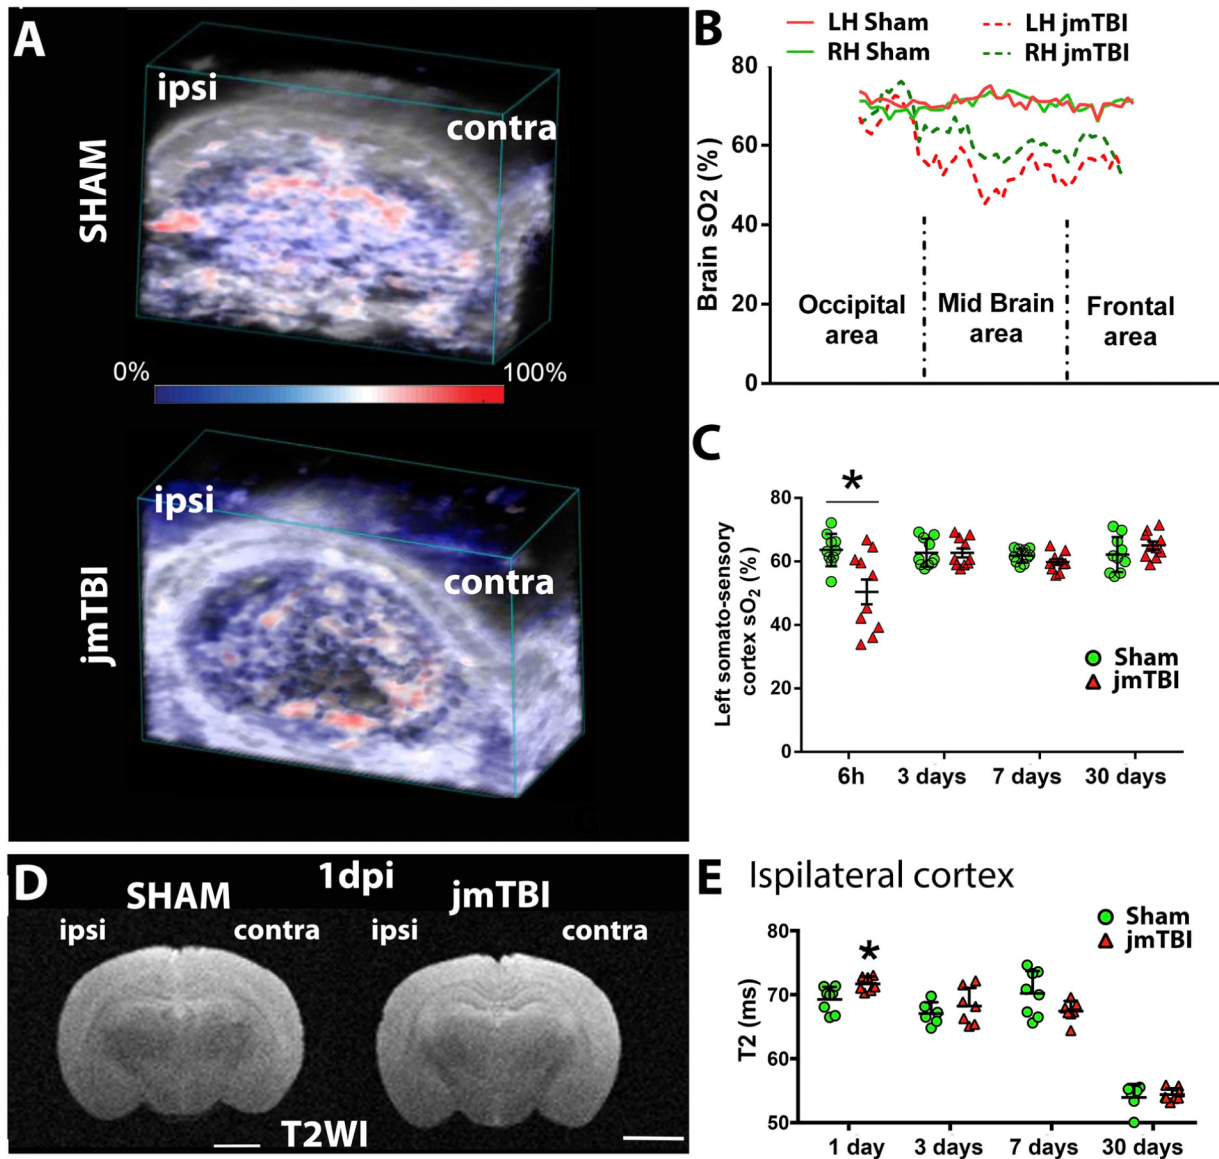 A
ipsi
contra
SHAM
0%
100%
ipsi
contra
jmTBI
B
LH Sham
LH jmTBI
RH Sham
RH jmTBI
80
60
40
20
0
Brain sO2 (%)
Occipital
area
Mid Brain
area
Frontal
area
C
*
80
60
40
20
0
Left somato-sensory
cortex sO2 (%)
Sham
jmTBI
6h
3 days
7 days
30 days
D
1dpi
SHAM
jmTBI
ipsi
contra
ipsi
contra
T2WI
E
Ispilateral cortex
Sham
jmTBI
*
80
70
60
50
T2 (ms)
1 day
3 days
7 days
30 days